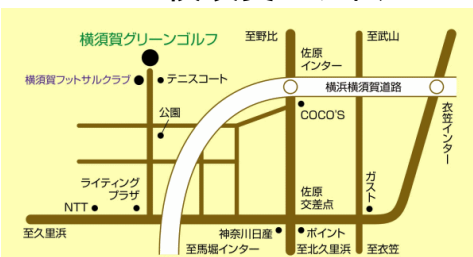 横須賀グリーンゴルフ
至野比
至武山
佐原
インター
横須賀フットサルクラブ
テニスコート
横浜横須賀道路
公園
COCO'S
衣笠インター
ライティング
プラザ
ガスト
佐原
交差点
NTT
至久里浜
神奈川日産
ポイント
至馬堀インター
至北久里浜
至衣笠